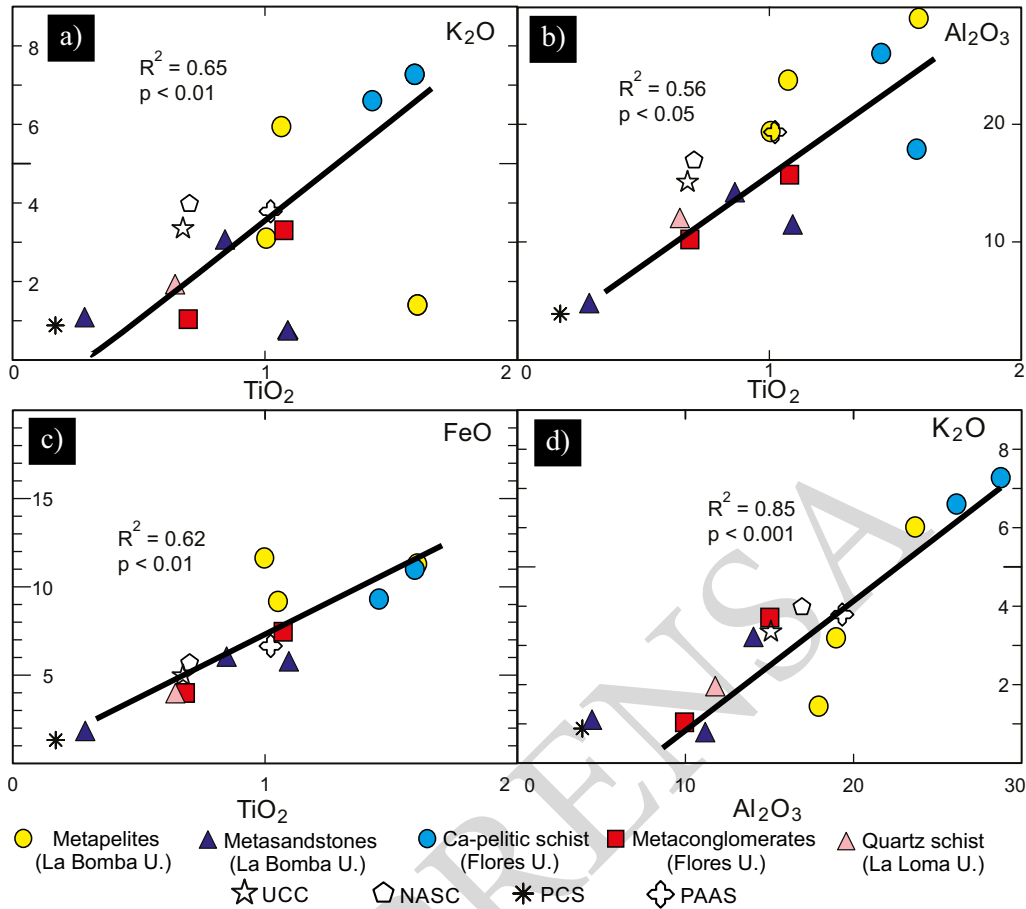 a)
K2O
R2 = 0.65
p < 0.01
8
6
4
2
0
1
2
TiO2
b)
Al2O3
R2 = 0.56
p < 0.05
20
10
0
1
2
TiO2
c)
FeO
R2 = 0.62
p < 0.01
15
10
5
0
1
2
TiO2
d)
K2O
R2 = 0.85
p < 0.001
8
6
4
2
0
10
20
30
Al2O3
RENSA
Metapelites
(La Bomba U.)
Metasandstones
(La Bomba U.)
Ca-pelitic schist
(Flores U.)
Metaconglomerates
(Flores U.)
Quartz schist
(La Loma U.)
UCC NASC PCS PAAS